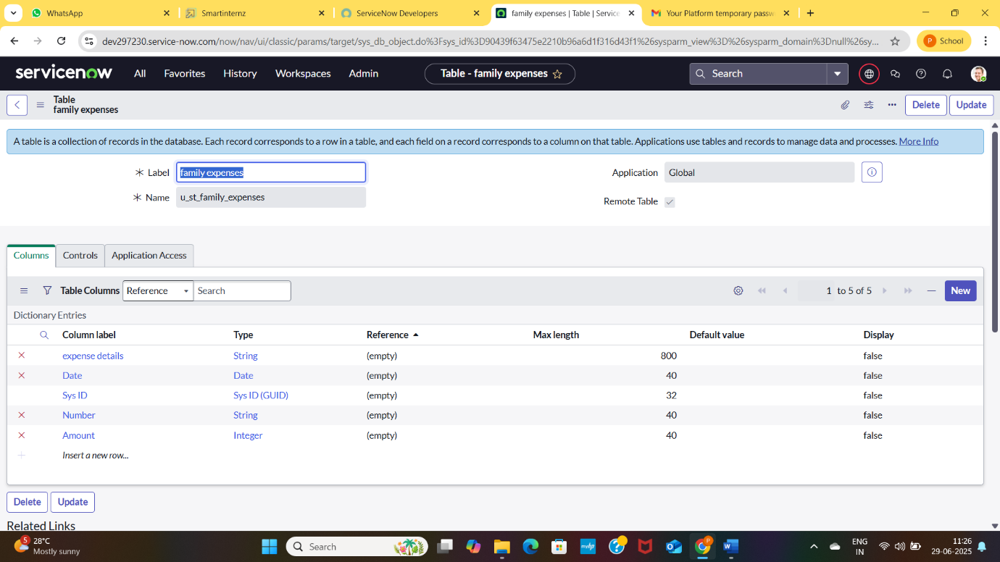 WhatsApp
Smartinternz
ServiceNow Developers
family expenses | Table | Service
Your Platform temporary passw
dev297230.service-now.com/now/nav/ui/classic/params/target/sys_db_object.do%3Fsys_id%3D90439f63475e2210b96a6d1f316d43f1%26sysparm_view%3D%26sysparm_domain%3Dnull%26sy...
School
servicenow
All
Favorites
History
Workspaces
Admin
Table - family expenses
Search
Table
family expenses
Delete
Update
A table is a collection of records in the database. Each record corresponds to a row in a table, and each field on a record corresponds to a column on that table. Applications use tables and records to manage data and processes. More Info
Label family expenses
Application Global
Name u_st_family_expenses
Remote Table
Columns
Controls
Application Access
Table Columns Reference Search
1 to 5 of 5
New
Dictionary Entries
Column label Type Reference Max length Default value Display
expense details String (empty) 800 false
Date Date (empty) 40 false
Sys ID Sys ID (GUID) (empty) 32 false
Number String (empty) 40 false
Amount Integer (empty) 40 false
Insert a new row...
Delete
Update
Related Links
5
28°C
Mostly sunny
Search
myhp
P
W
ENG
IN
11:26
29-06-2025